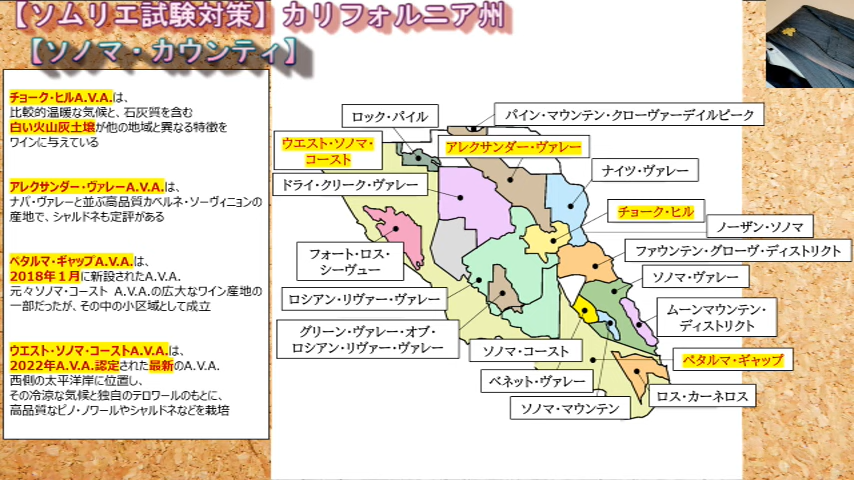 【ソムリエ試験対策】カリフォルニア州
【ソノマ・カウンティ】
チョーク・ヒルA.V.A.は、
比較的温暖な気候と、石灰質を含む
白い火山灰土壌が他の地域と異なる特徴を
ワインに与えている
アレクサンダー・ヴァレーA.V.A.は、
ナパ・ヴァレーと並ぶ高品質カベルネ・ソーヴィニョンの
産地で、シャルドネも定評がある
ペタルマ・ギャップA.V.A.は、
2018年１月に新設されたA.V.A.
元々ソノマ・コースト A.V.A.の広大なワイン産地の
一部だったが、その中の小区域として成立
ウエスト・ソノマ・コーストA.V.A.は、
2022年A.V.A.認定された最新のA.V.A.
西側の太平洋岸に位置し、
その冷涼な気候と独自のテロワールのもとに、
高品質なピノ・ノワールやシャルドネなどを栽培
ロック・パイル
パイン・マウンテン・クローヴァーデイルピーク
ウエスト・ソノマ・
コースト
アレクサンダー・ヴァレー
ナイツ・ヴァレー
ドライ・クリーク・ヴァレー
チョーク・ヒル
ノーザン・ソノマ
フォート・ロス・
シーヴュー
ファウンテン・グローヴ・ディストリクト
ソノマ・ヴァレー
ロシアン・リヴァー・ヴァレー
ムーンマウンテン・
ディストリクト
グリーン・ヴァレー・オブ・
ロシアン・リヴァー・ヴァレー
ソノマ・コースト
ペタルマ・ギャップ
ベネット・ヴァレー
ロス・カーネロス
ソノマ・マウンテン